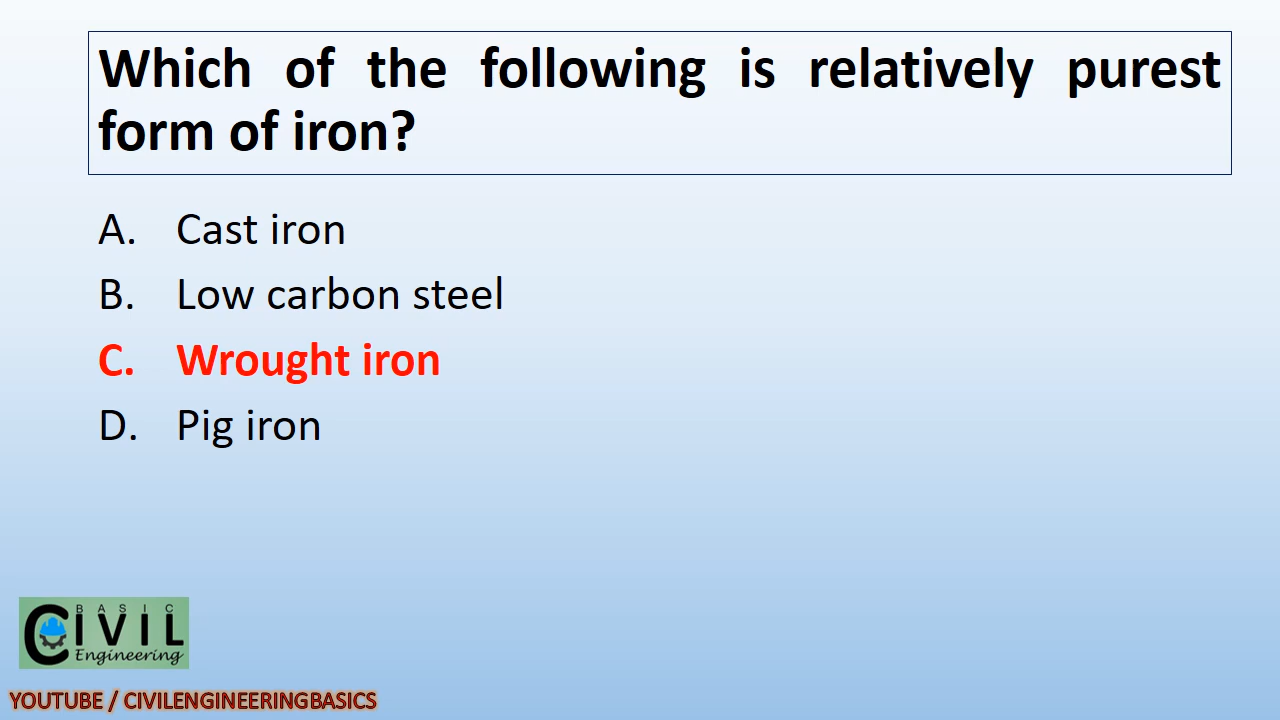 Which of the following is relatively purest
form of iron?
A. Cast iron
B. Low carbon steel
C. Wrought iron
D. Pig iron
BASIC
CIVIL
Engineering
YOUTUBE / CIVILENGINEERINGBASICS